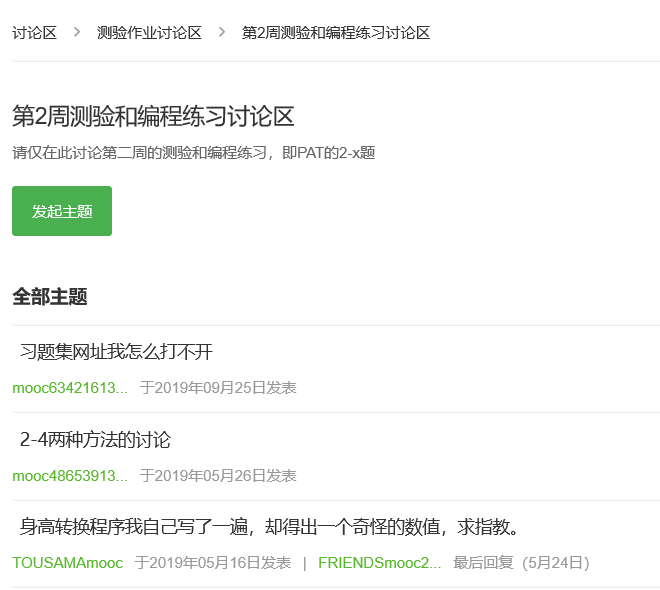 讨论区 > 测验作业讨论区 > 第2周测验和编程练习讨论区
第2周测验和编程练习讨论区
请仅在此讨论第二周的测验和编程练习，即PAT的2-x题
发起主题
全部主题
习题集网址我怎么打不开
mooc63421613... 于2019年09月25日发表
2-4两种方法的讨论
mooc48653913... 于2019年05月26日发表
身高转换程序我自己写了一遍，却得出一个奇怪的数值，求指教。
TOUSAMAmooc 于2019年05月16日发表 | FRIENDSmooc2... 最后回复（5月24日）